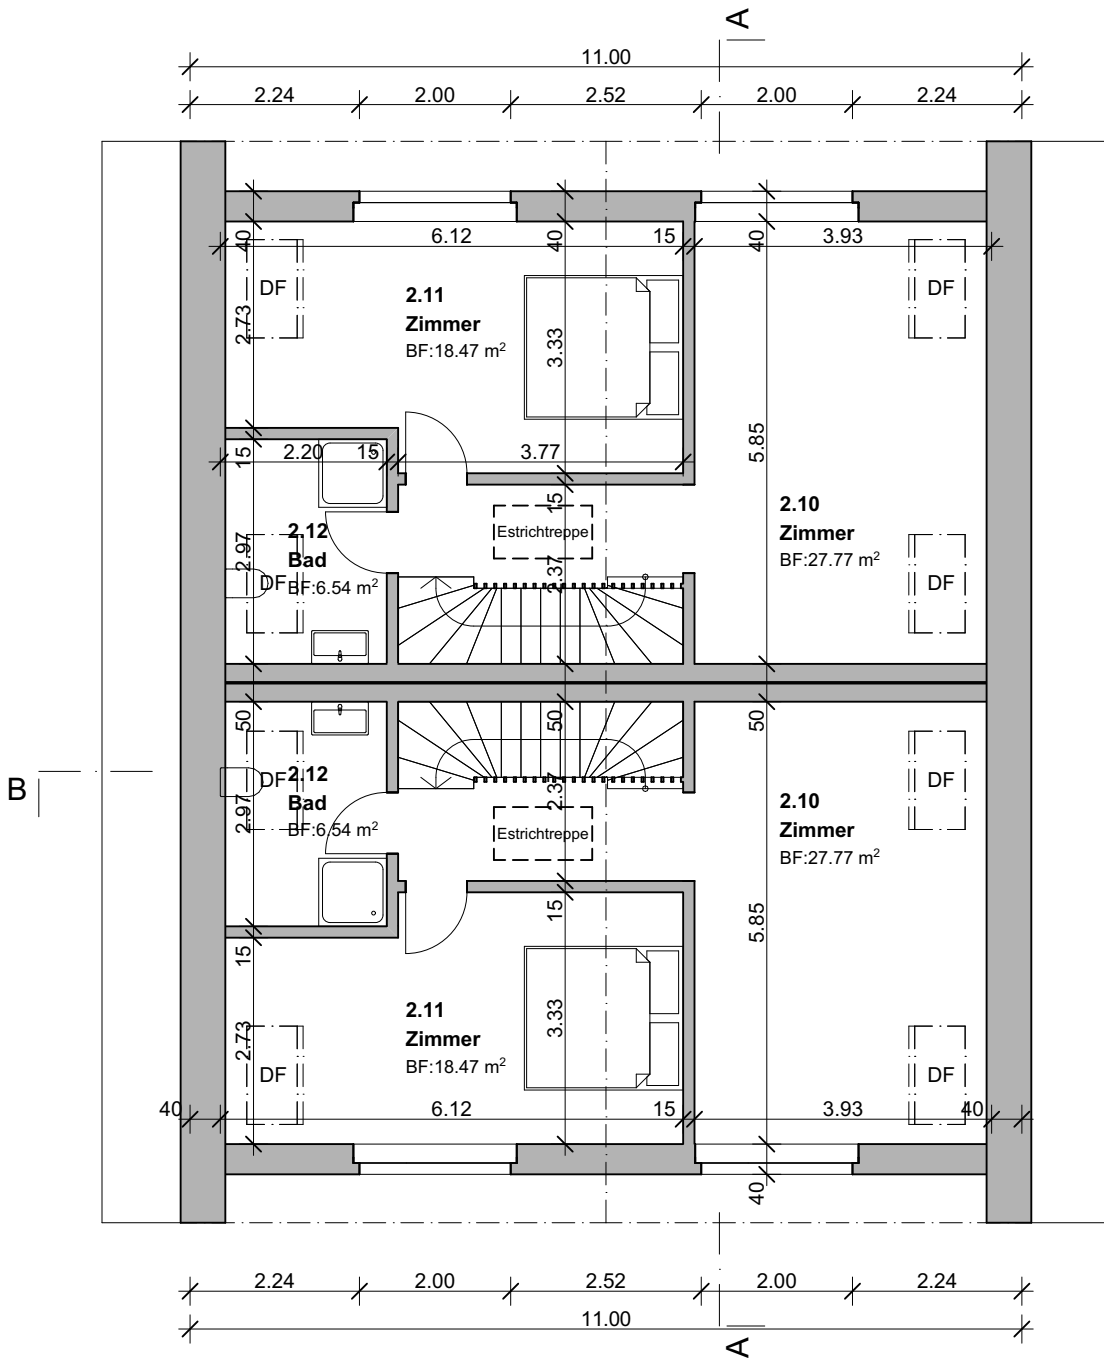 A
11.00
2.24
2.00
2.52
2.00
2.24
40
6.12
40
15
40
3.93
DF
2.11
Zimmer
BF:18.47 m²
DF
2.73
3.33
15
2.20
15
3.77
5.85
2.12
Bad
BF:6.54 m²
2.97
DF
15
Estrichtreppe
2.37
2.10
Zimmer
BF:27.77 m²
DF
50
50
50
B
DF
2.12
Bad
BF:6.54 m²
2.97
2.37
Estrichtreppe
2.10
Zimmer
BF:27.77 m²
DF
15
15
5.85
2.11
Zimmer
BF:18.47 m²
2.73
3.33
DF
DF
40
6.12
15
3.93
40
40
2.24
2.00
2.52
2.00
2.24
11.00
A